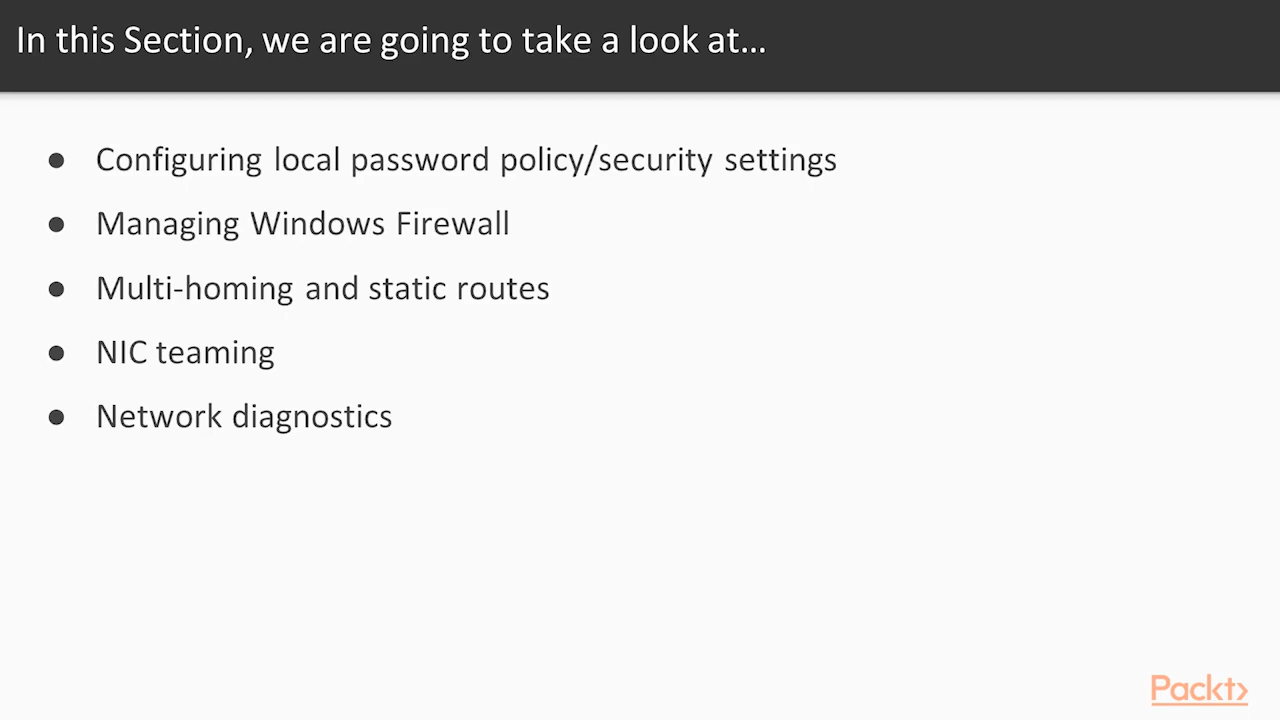 In this Section, we are going to take a look at...
● Configuring local password policy/security settings
● Managing Windows Firewall
● Multi-homing and static routes
● NIC teaming
● Network diagnostics
Packt›